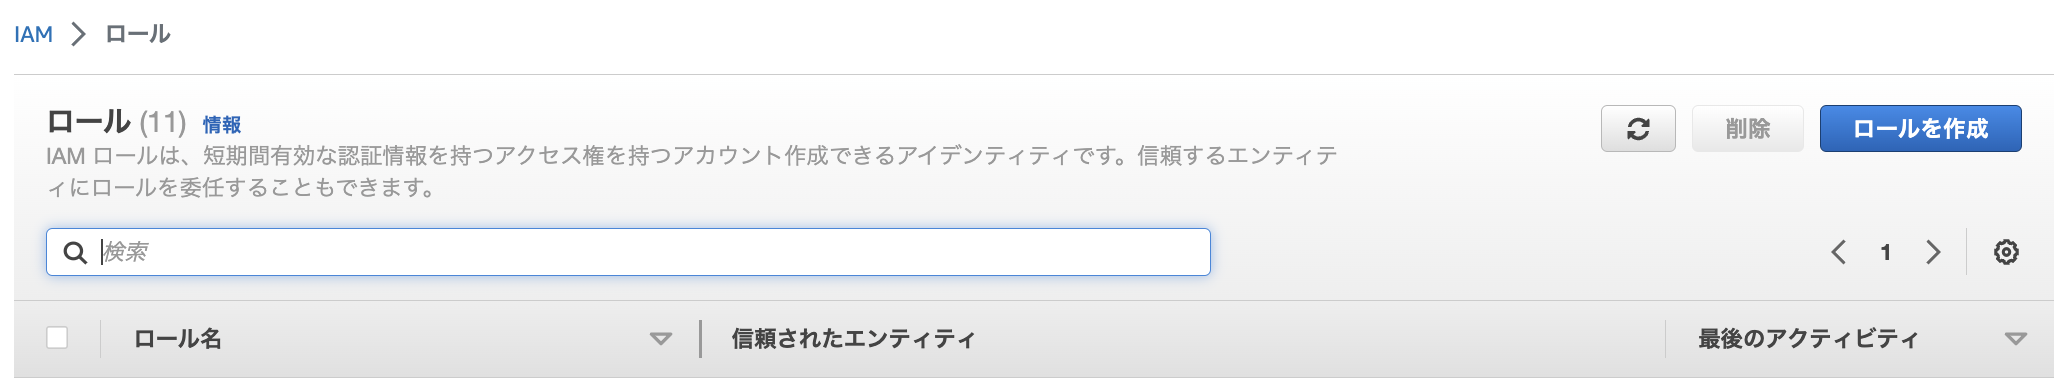 IAM > ロール
ロール (11) 情報
IAM ロールは、短期間有効な認証情報を持つアクセス権を持つアカウント作成できるアイデンティティです。信頼するエンティテ
ィにロールを委任することもできます。
削除
ロールを作成
検索
1
ロール名
信頼されたエンティティ
最後のアクティビティ